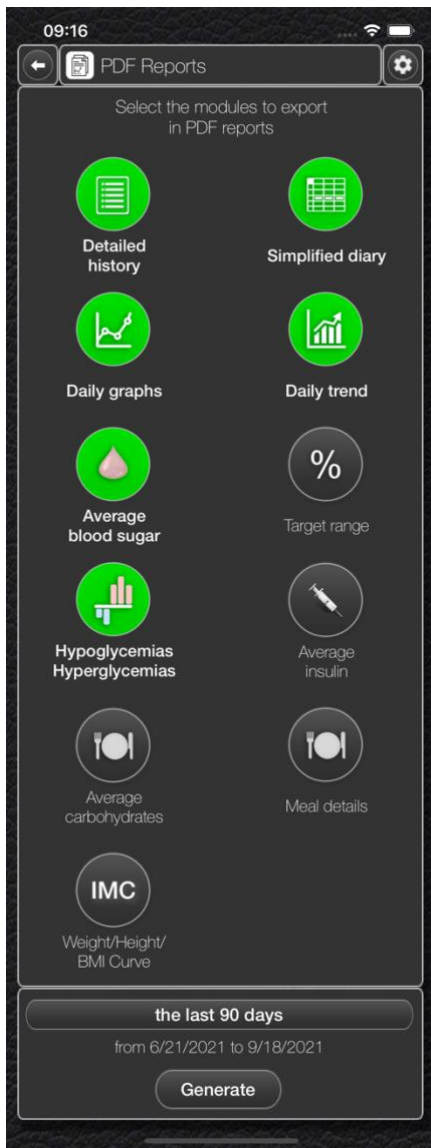 09:16
PDF Reports
Select the modules to export
in PDF reports
Detailed
history
Simplified diary
Daily graphs
Daily trend
Average
blood sugar
%
Target range
Hypoglycemias
Hyperglycemias
Average
insulin
Average
carbohydrates
Meal details
IMC
Weight/Height/
BMI Curve
the last 90 days
from 6/21/2021 to 9/18/2021
Generate